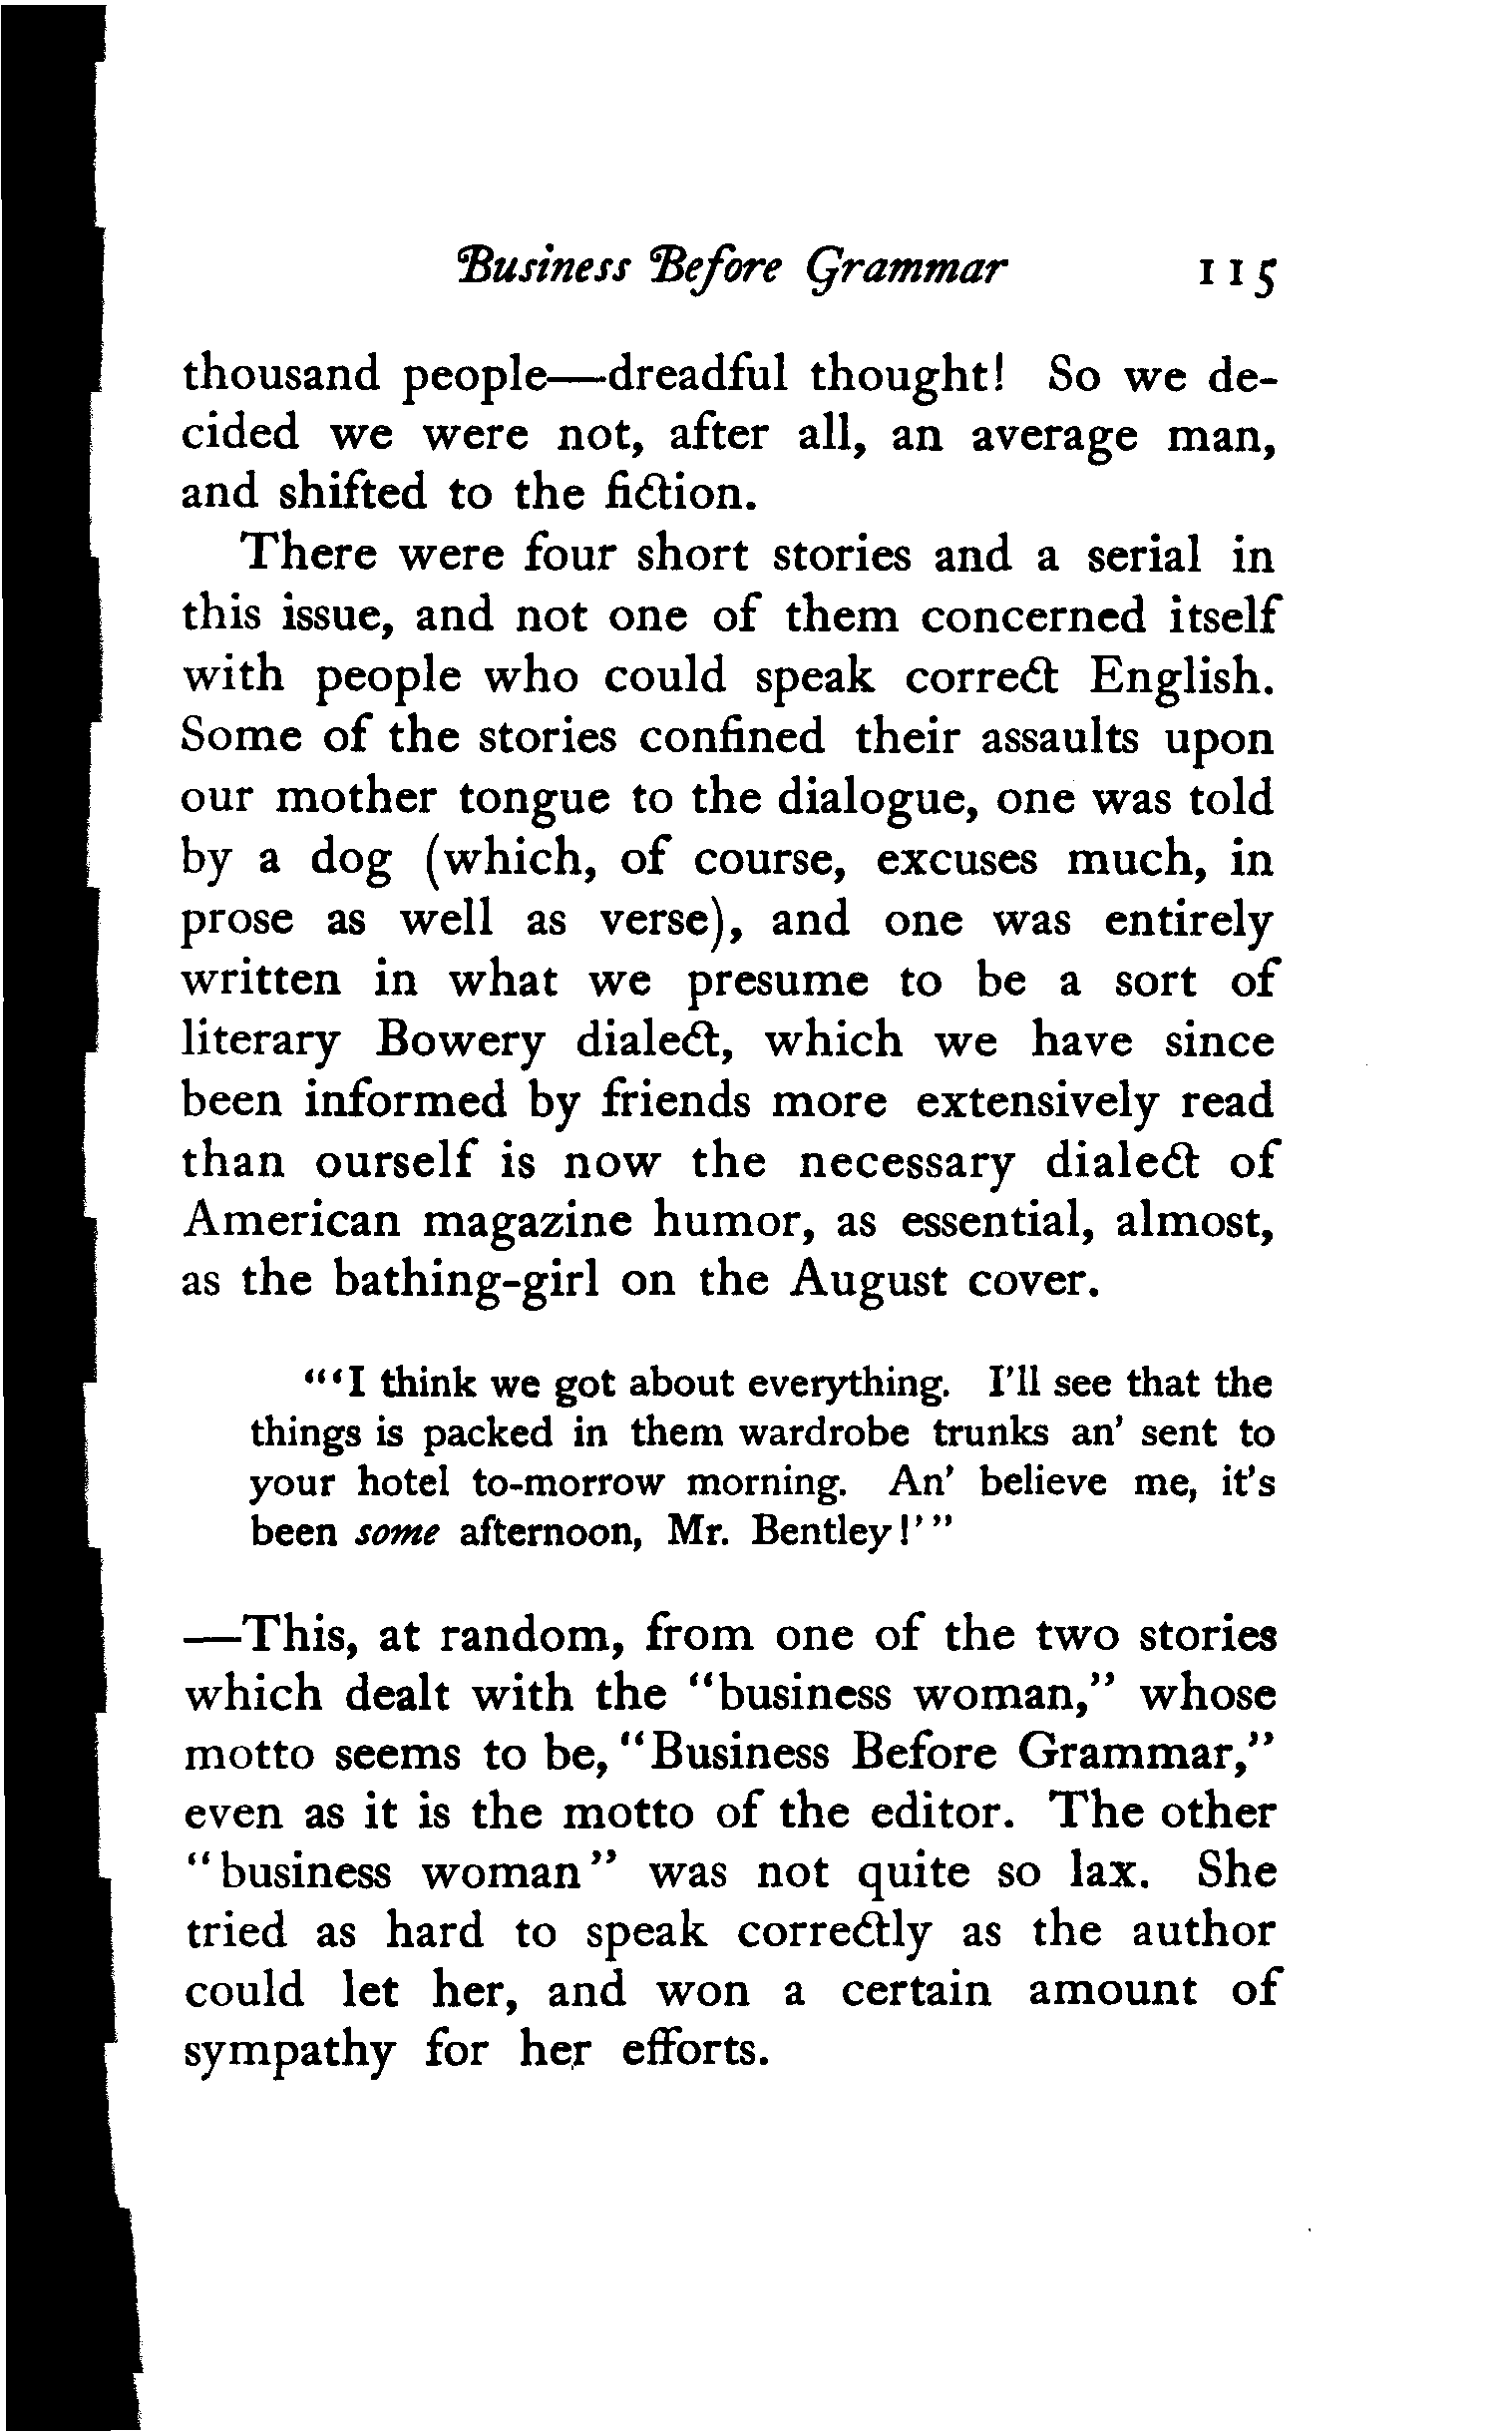 Business Before Grammar 115
thousand people—dreadful thought! So we de-
cided we were not, after all, an average man,
and shifted to the fiction.
There were four short stories and a serial in
this issue, and not one of them concerned itself
with people who could speak correct English.
Some of the stories confined their assaults upon
our mother tongue to the dialogue, one was told
by a dog (which, of course, excuses much, in
prose as well as verse), and one was entirely
written in what we presume to be a sort of
literary Bowery dialect, which we have since
been informed by friends more extensively read
than ourself is now the necessary dialect of
American magazine humor, as essential, almost,
as the bathing-girl on the August cover.
"'I think we got about everything. I'll see that the
things is packed in them wardrobe trunks an' sent to
your hotel to-morrow morning. An' believe me, it's
been some afternoon, Mr. Bentley!'"
—This, at random, from one of the two stories
which dealt with the "business woman," whose
motto seems to be, "Business Before Grammar,"
even as it is the motto of the editor. The other
"business woman" was not quite so lax. She
tried as hard to speak correctly as the author
could let her, and won a certain amount of
sympathy for her efforts.